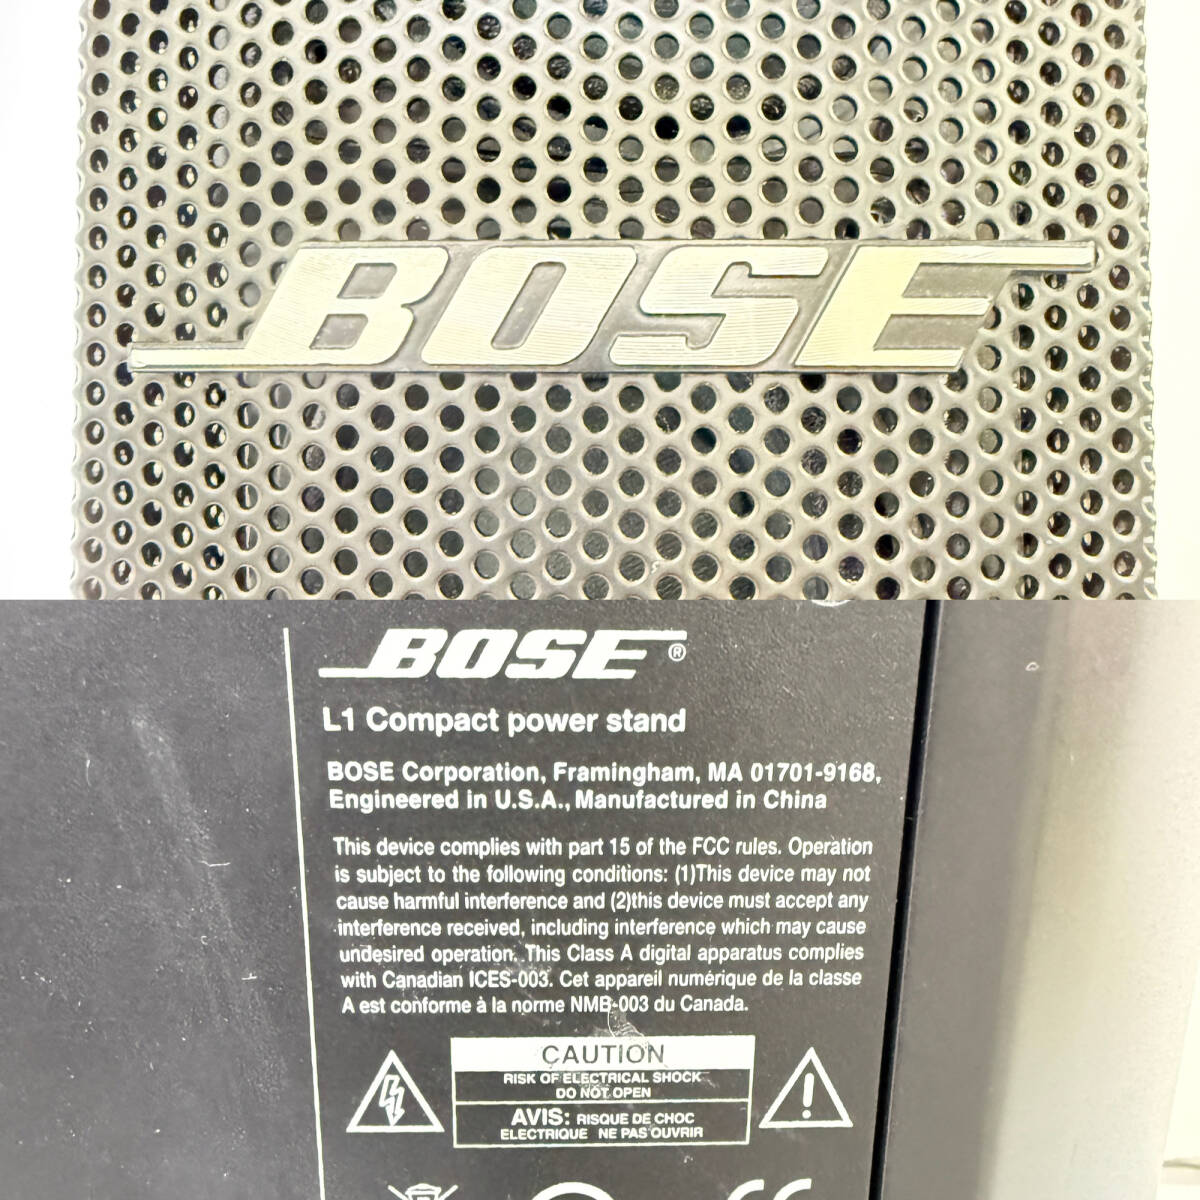 BOSE
BOSE®
L1 Compact power stand
BOSE Corporation, Framingham, MA 01701-9168,
Engineered in U.S.A., Manufactured in China
This device complies with part 15 of the FCC rules. Operation
is subject to the following conditions: (1)This device may not
cause harmful interference and (2)this device must accept any
interference received, including interference which may cause
undesired operation. This Class A digital apparatus complies
with Canadian ICES-003. Cet appareil numérique de la classe
A est conforme à la norme NMB-003 du Canada.
CAUTION
RISK OF ELECTRICAL SHOCK
DO NOT OPEN
AVIS: RISQUE DE CHOC
ELECTRIQUE NE PAS OUVRIR